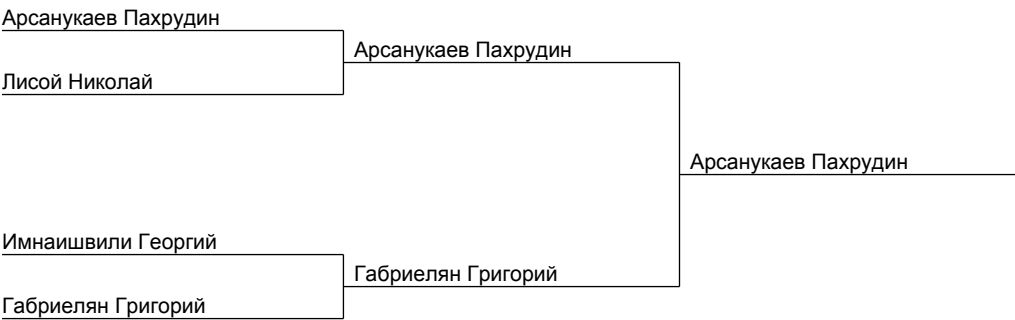 Арсанукаев Пахрудин
Арсанукаев Пахрудин
Лисой Николай
Арсанукаев Пахрудин
Имнаишвили Георгий
Габриелян Григорий
Габриелян Григорий